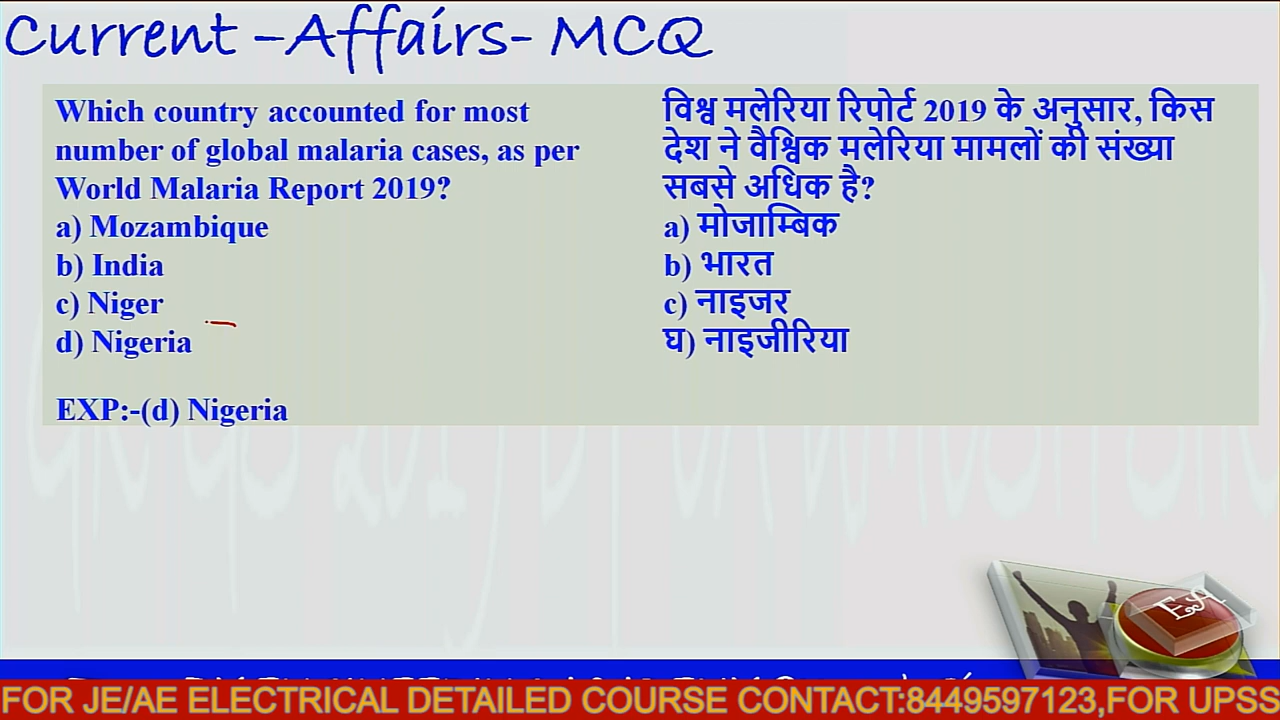 Current –Affairs- MCQ
Which country accounted for most
number of global malaria cases, as per
World Malaria Report 2019?
a) Mozambique
b) India
c) Niger
d) Nigeria
EXP:-(d) Nigeria
विश्व मलेरिया रिपोर्ट 2019 के अनुसार, किस
देश ने वैश्विक मलेरिया मामलों की संख्या
सबसे अधिक है?
a) मोजाम्बिक
b) भारत
c) नाइजर
घ) नाइजीरिया
EA
FOR JE/AE ELECTRICAL DETAILED COURSE CONTACT:8449597123,FOR UPSS